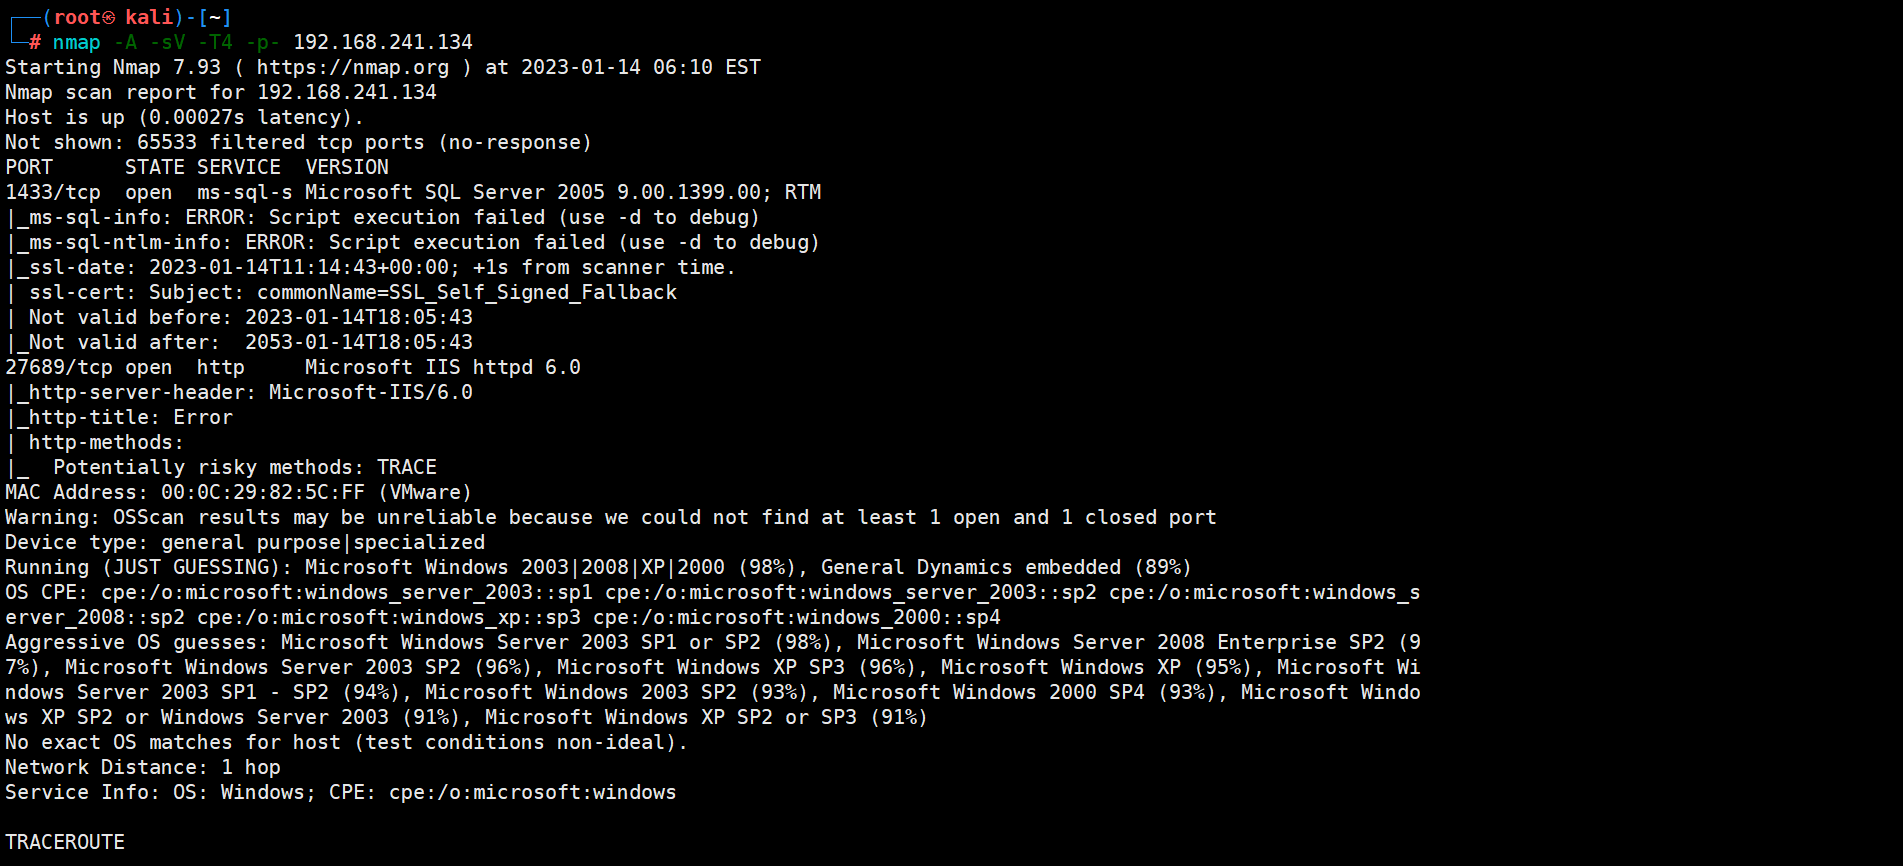 ┌──(root㉿ kali)-[~]
└─# nmap -A -sV -T4 -p- 192.168.241.134
Starting Nmap 7.93 ( https://nmap.org ) at 2023-01-14 06:10 EST
Nmap scan report for 192.168.241.134
Host is up (0.00027s latency).
Not shown: 65533 filtered tcp ports (no-response)
PORT      STATE SERVICE  VERSION
1433/tcp  open  ms-sql-s Microsoft SQL Server 2005 9.00.1399.00; RTM
|_ms-sql-info: ERROR: Script execution failed (use -d to debug)
|_ms-sql-ntlm-info: ERROR: Script execution failed (use -d to debug)
|_ssl-date: 2023-01-14T11:14:43+00:00; +1s from scanner time.
| ssl-cert: Subject: commonName=SSL_Self_Signed_Fallback
| Not valid before: 2023-01-14T18:05:43
|_Not valid after:  2053-01-14T18:05:43
27689/tcp open  http     Microsoft IIS httpd 6.0
|_http-server-header: Microsoft-IIS/6.0
|_http-title: Error
| http-methods:
|_  Potentially risky methods: TRACE
MAC Address: 00:0C:29:82:5C:FF (VMware)
Warning: OSScan results may be unreliable because we could not find at least 1 open and 1 closed port
Device type: general purpose|specialized
Running (JUST GUESSING): Microsoft Windows 2003|2008|XP|2000 (98%), General Dynamics embedded (89%)
OS CPE: cpe:/o:microsoft:windows_server_2003::sp1 cpe:/o:microsoft:windows_server_2003::sp2 cpe:/o:microsoft:windows_s
erver_2008::sp2 cpe:/o:microsoft:windows_xp::sp3 cpe:/o:microsoft:windows_2000::sp4
Aggressive OS guesses: Microsoft Windows Server 2003 SP1 or SP2 (98%), Microsoft Windows Server 2008 Enterprise SP2 (9
7%), Microsoft Windows Server 2003 SP2 (96%), Microsoft Windows XP SP3 (96%), Microsoft Windows XP (95%), Microsoft Wi
ndows Server 2003 SP1 - SP2 (94%), Microsoft Windows 2003 SP2 (93%), Microsoft Windows 2000 SP4 (93%), Microsoft Windo
ws XP SP2 or Windows Server 2003 (91%), Microsoft Windows XP SP2 or SP3 (91%)
No exact OS matches for host (test conditions non-ideal).
Network Distance: 1 hop
Service Info: OS: Windows; CPE: cpe:/o:microsoft:windows

TRACEROUTE